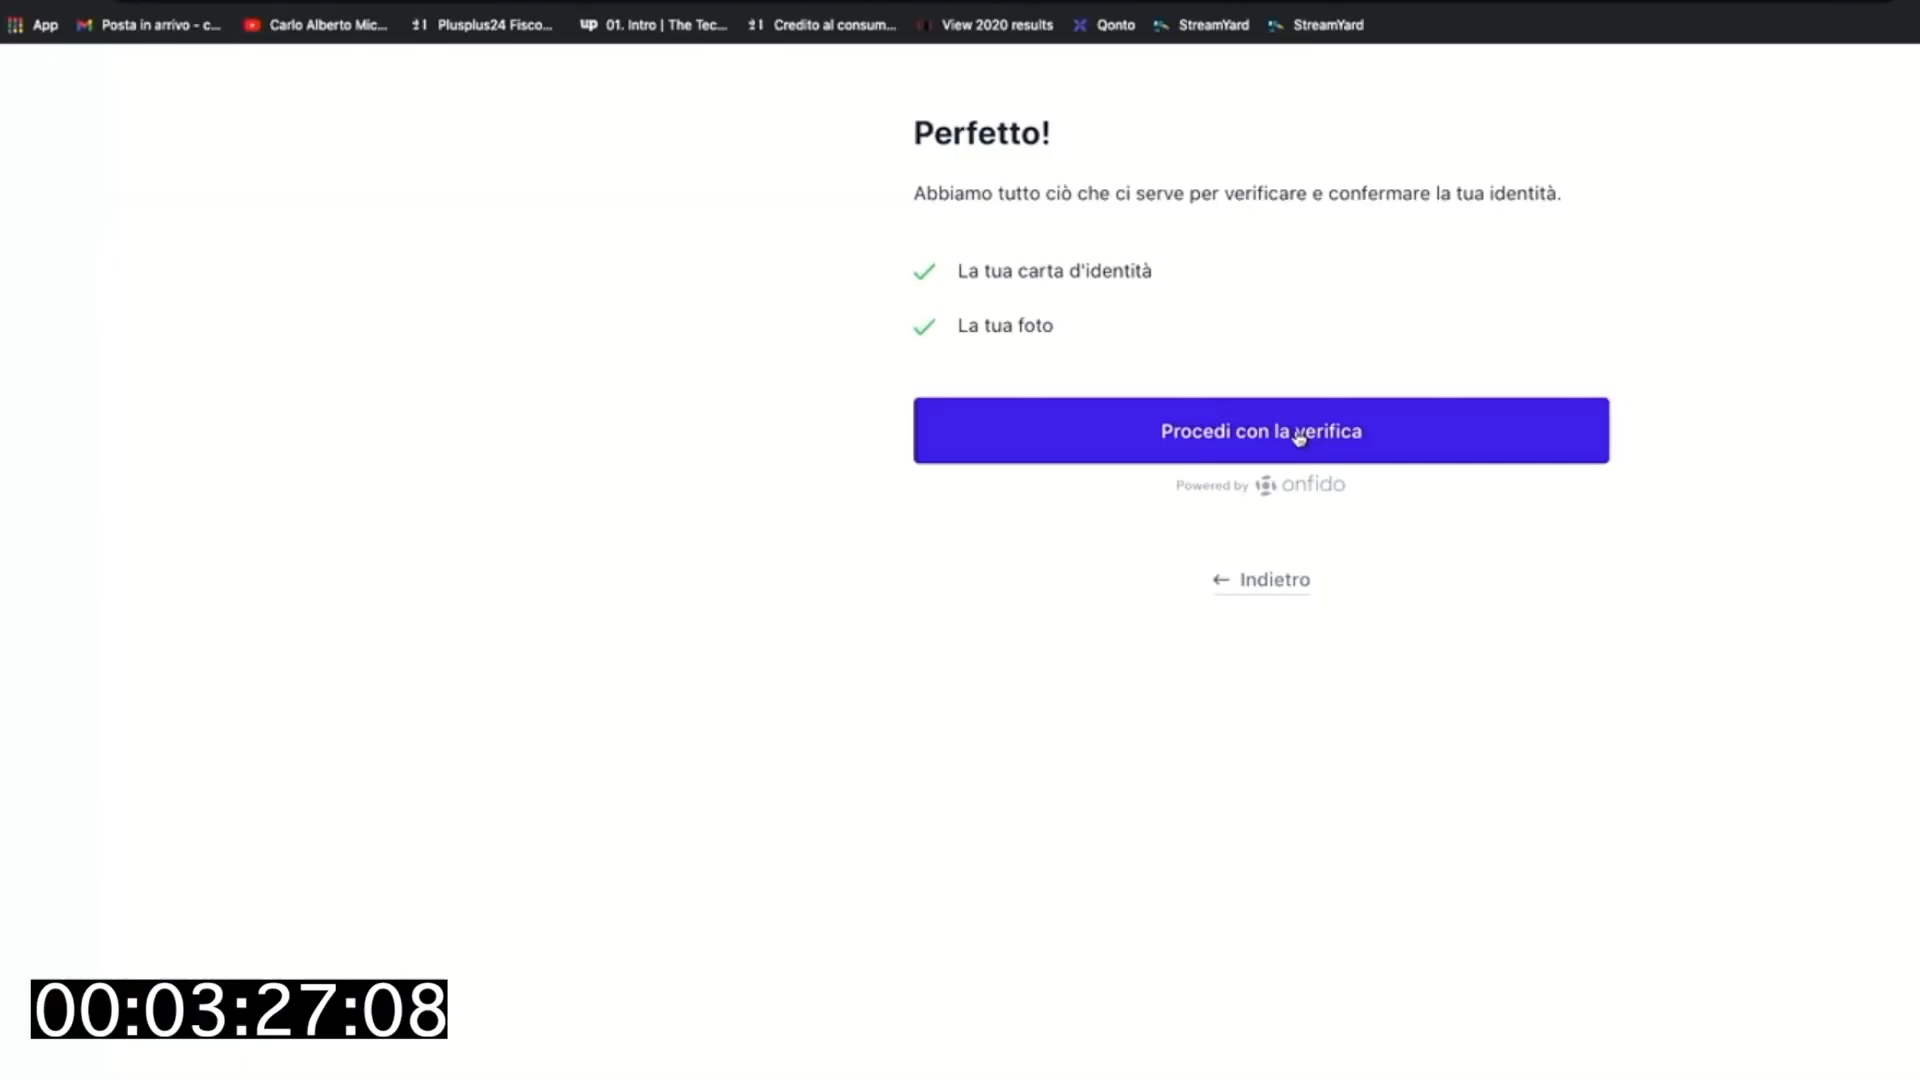 App Posta in arrivo - c... Carlo Alberto Mic... Plusplus24 Fisco... up 01. Intro | The Tec... Credito al consum... View 2020 results Qonto StreamYard StreamYard
Perfetto!
Abbiamo tutto ciò che ci serve per verificare e confermare la tua identità.
La tua carta d'identità
La tua foto
Procedi con la verifica
Powered by onfido
← Indietro
00:03:27:08